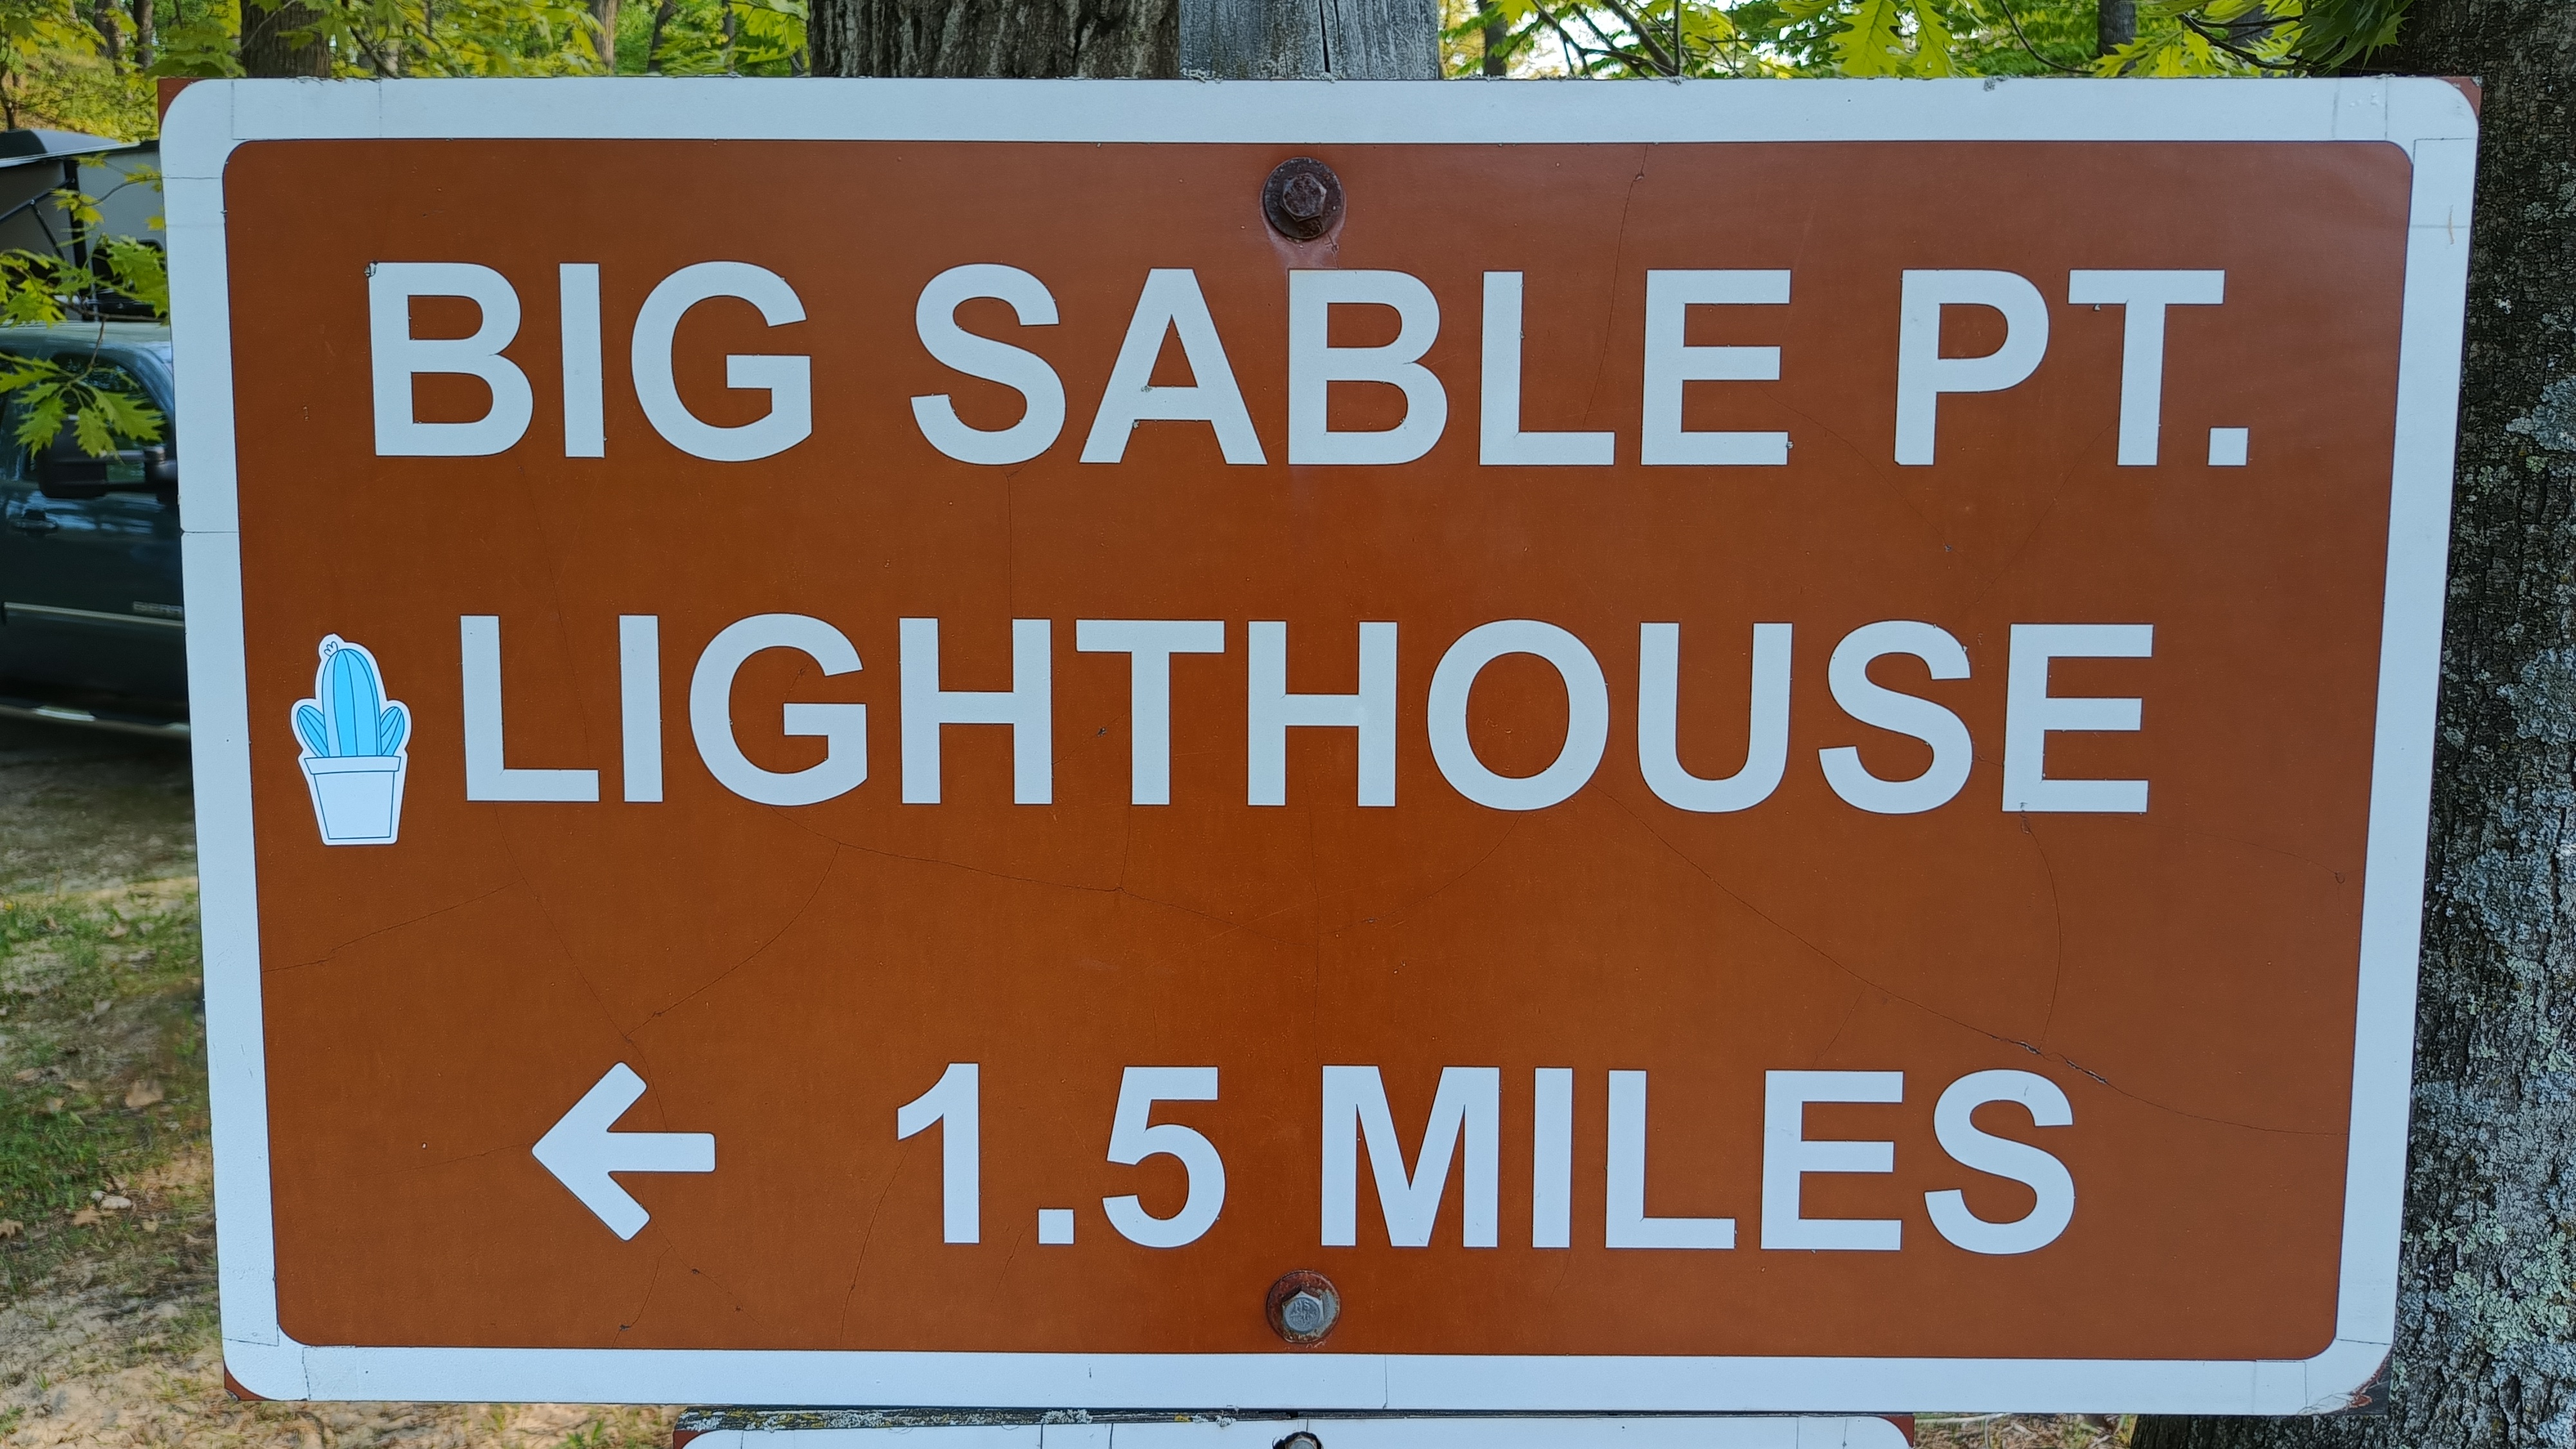 BIG SABLE PT.
LIGHTHOUSE
← 1.5 MILES